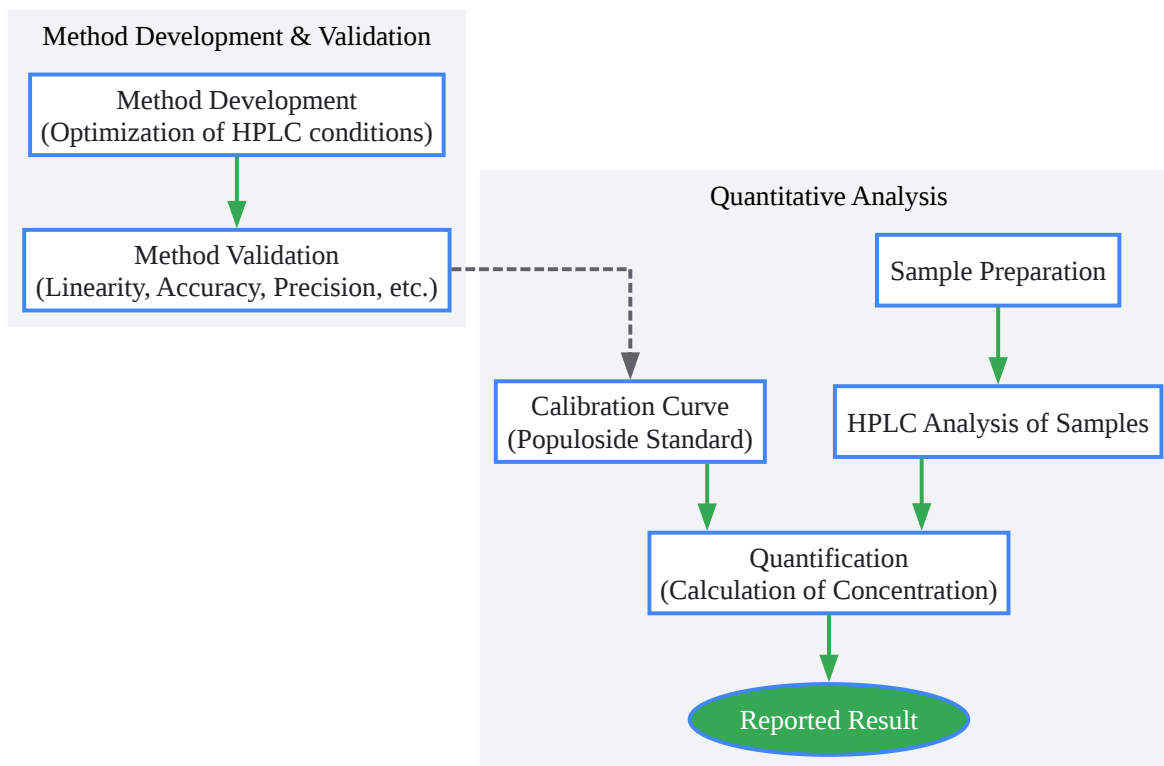 Method Development & Validation
Method Development
(Optimization of HPLC conditions)
Method Validation
(Linearity, Accuracy, Precision, etc.)
Quantitative Analysis
Sample Preparation
Calibration Curve
(Populoside Standard)
HPLC Analysis of Samples
Quantification
(Calculation of Concentration)
Reported Result